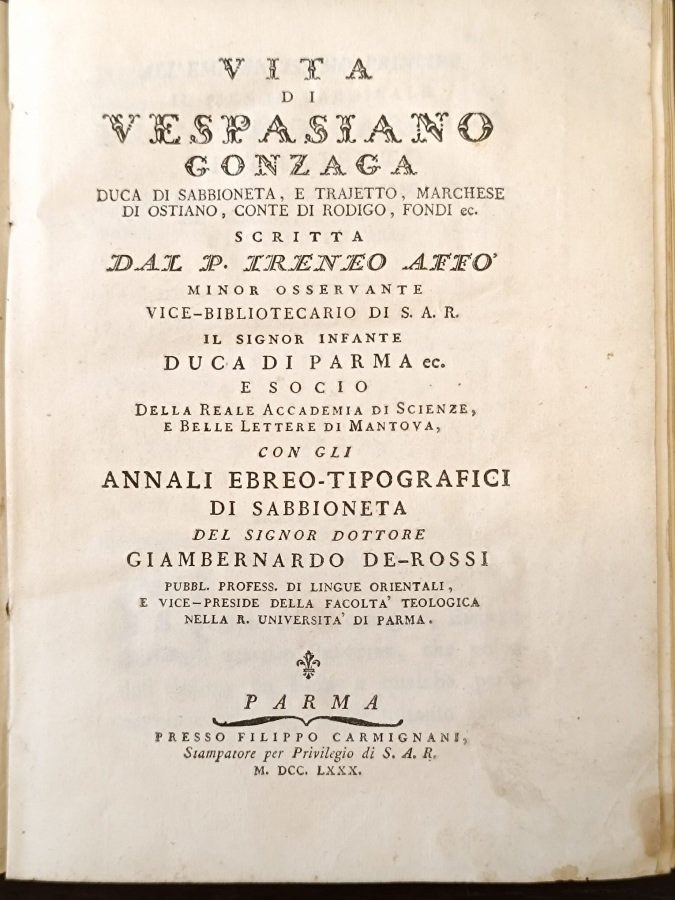 VITA
DI
VESPASIANO
GONZAGA
DUCA DI SABBIONETA, E TRAJETTO, MARCHESE
DI OSTIANO, CONTE DI RODIGO, FONDI ec.
SCRITTA
DAL P. IRENEO AFFO'
MINOR OSSERVANTE
VICE-BIBLIOTECARIO DI S. A. R.
IL SIGNOR INFANTE
DUCA DI PARMA ec.
E SOCIO
DELLA REALE ACCADEMIA DI SCIENZE,
E BELLE LETTERE DI MANTOVA,
CON GLI
ANNALI EBREO-TIPOGRAFICI
DI SABBIONETA
DEL SIGNOR DOTTORE
GIAMBERNARDO DE-ROSSI
PUBBL. PROFESS. DI LINGUE ORIENTALI,
E VICE-PRESIDE DELLA FACOLTA' TEOLOGICA
NELLA R. UNIVERSITA' DI PARMA.
PARMA
PRESSO FILIPPO CARMIGNANI,
Stampatore per Privilegio di S. A. R.
M. DCC. LXXX.